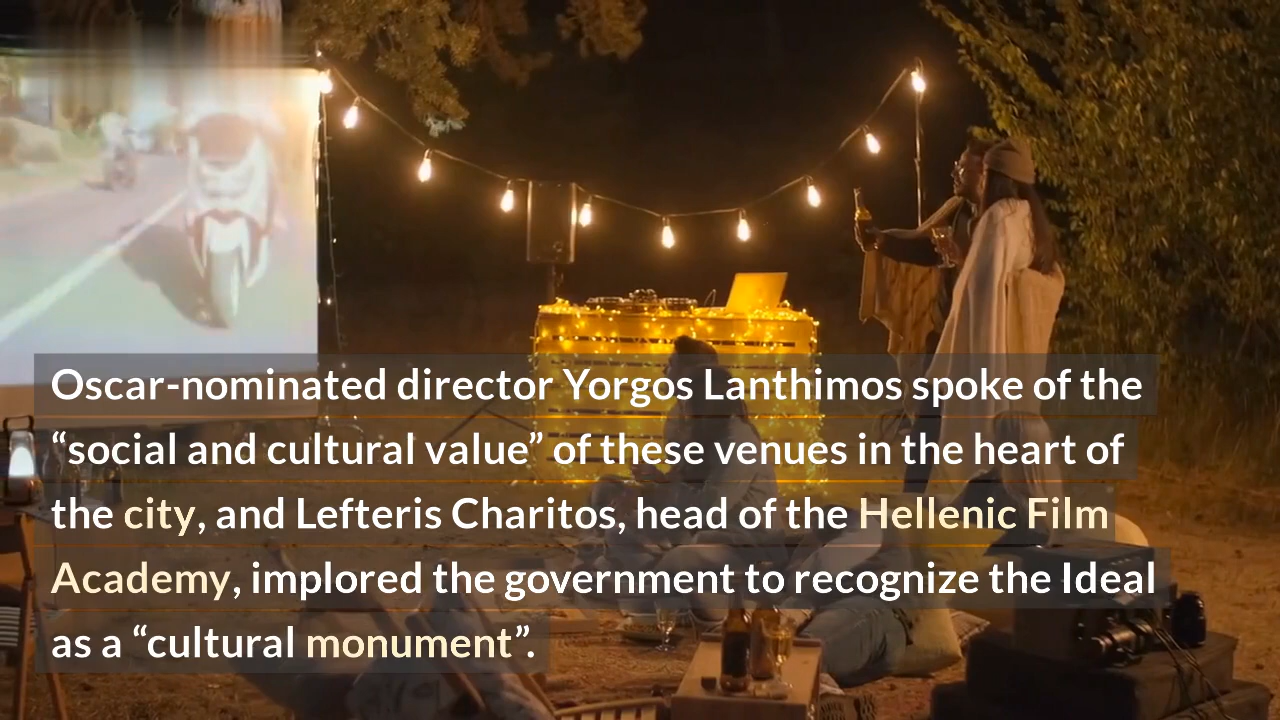 Oscar-nominated director Yorgos Lanthimos spoke of the
“social and cultural value” of these venues in the heart of
the city, and Lefteris Charitos, head of the Hellenic Film
Academy, implored the government to recognize the Ideal
as a “cultural monument”.